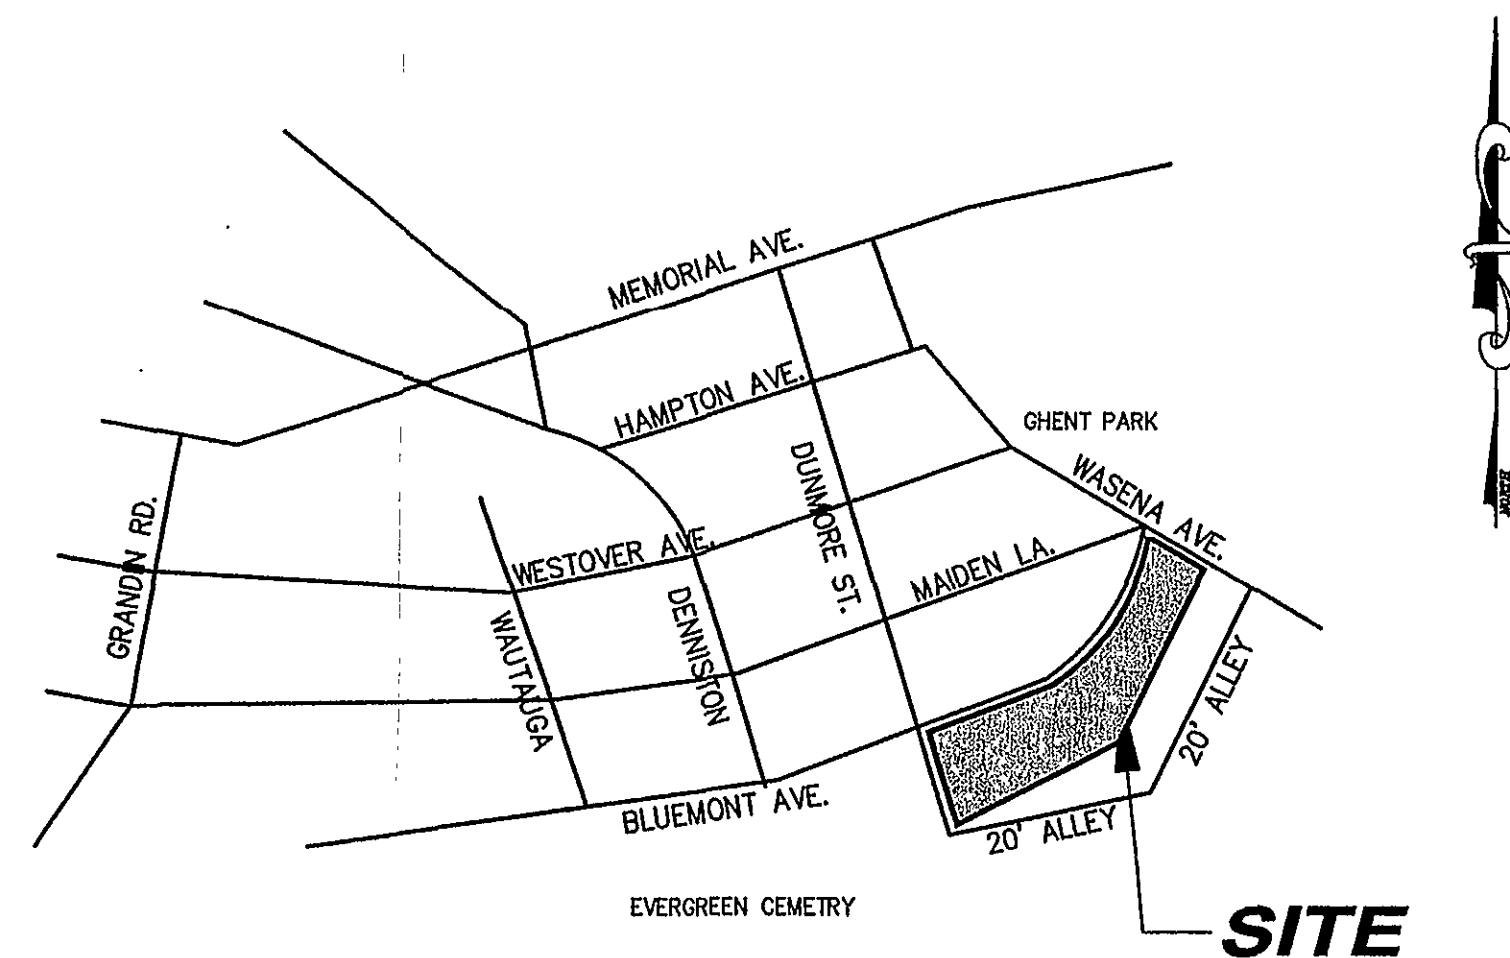 MEMORIAL AVE.
HAMPTON AVE.
GHENT PARK
WASENA AVE.
DUNMORE ST.
GRANDIN RD.
WESTOVER AVE.
MAIDEN LA.
WAUTAUGA
DENNISTON
20' ALLEY
BLUEMONT AVE.
20' ALLEY
EVERGREEN CEMETRY
SITE